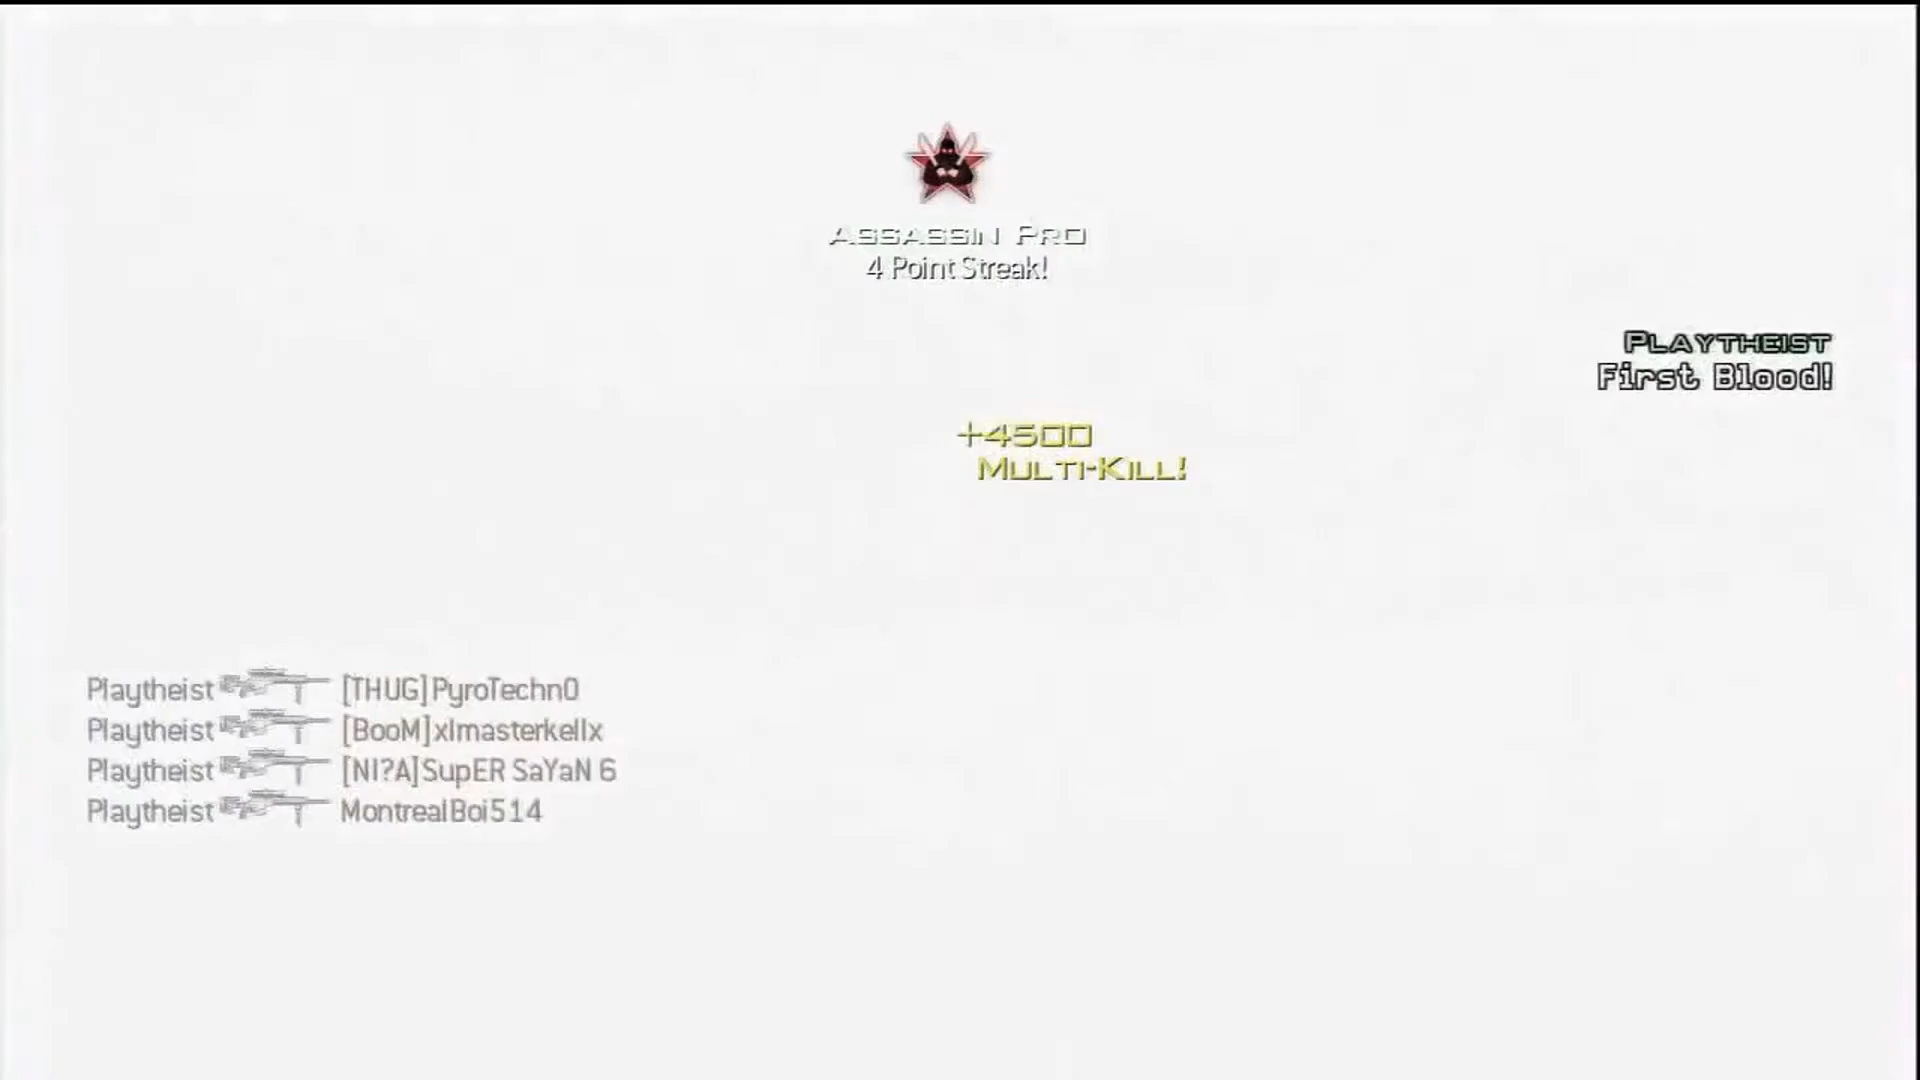 Assassin Pro
4 Point Streak!
Playtheist
First Blood!
+4500
Multi-Kill!
Playtheist [THUG]PyroTechn0
Playtheist [BooM]xImasterkellx
Playtheist [NI?A]SupER SaYaN 6
Playtheist MontrealBoi514